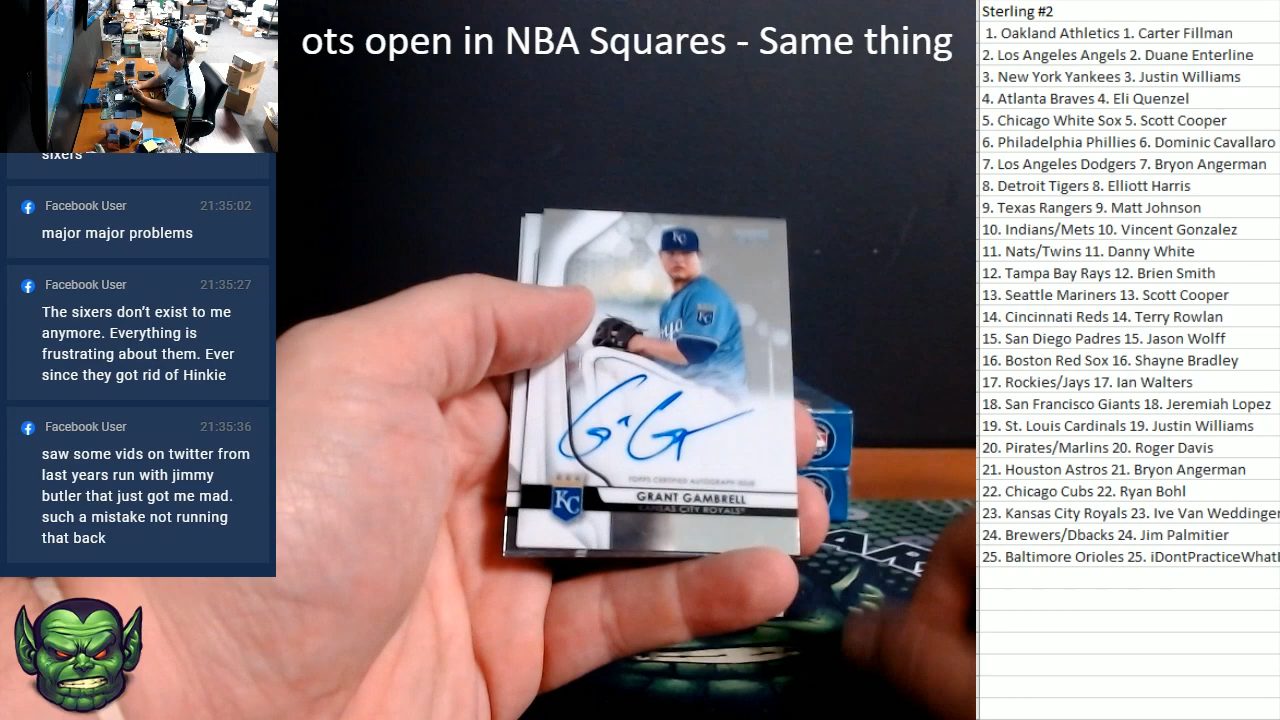 ots open in NBA Squares - Same thing
sixers
Facebook User 21:35:02
major major problems
Facebook User 21:35:27
The sixers don’t exist to me
anymore. Everything is
frustrating about them. Ever
since they got rid of Hinkie
Facebook User 21:35:36
saw some vids on twitter from
last years run with jimmy
butler that just got me mad.
such a mistake not running
that back
KC
KC
TOPPS CERTIFIED AUTOGRAPH ISSUE
GRANT GAMBRELL
KANSAS CITY ROYALS
KC
Sterling #2
1. Oakland Athletics 1. Carter Fillman
2. Los Angeles Angels 2. Duane Enterline
3. New York Yankees 3. Justin Williams
4. Atlanta Braves 4. Eli Quenzel
5. Chicago White Sox 5. Scott Cooper
6. Philadelphia Phillies 6. Dominic Cavallaro
7. Los Angeles Dodgers 7. Bryon Angerman
8. Detroit Tigers 8. Elliott Harris
9. Texas Rangers 9. Matt Johnson
10. Indians/Mets 10. Vincent Gonzalez
11. Nats/Twins 11. Danny White
12. Tampa Bay Rays 12. Brien Smith
13. Seattle Mariners 13. Scott Cooper
14. Cincinnati Reds 14. Terry Rowlan
15. San Diego Padres 15. Jason Wolff
16. Boston Red Sox 16. Shayne Bradley
17. Rockies/Jays 17. Ian Walters
18. San Francisco Giants 18. Jeremiah Lopez
19. St. Louis Cardinals 19. Justin Williams
20. Pirates/Marlins 20. Roger Davis
21. Houston Astros 21. Bryon Angerman
22. Chicago Cubs 22. Ryan Bohl
23. Kansas City Royals 23. Ive Van Weddinger
24. Brewers/Dbacks 24. Jim Palmitier
25. Baltimore Orioles 25. iDontPracticeWhatI